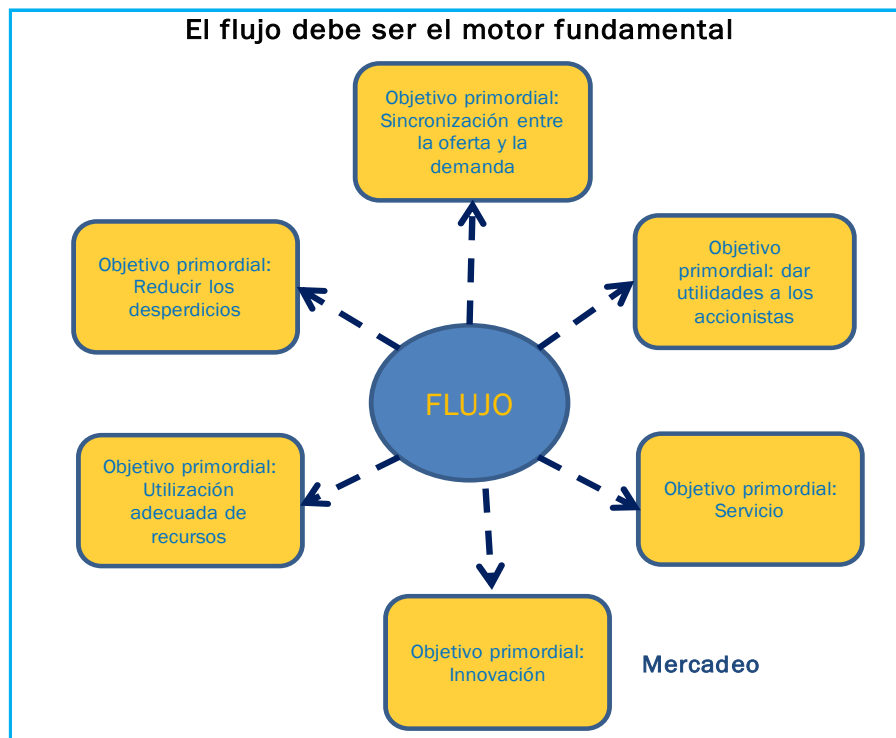 El flujo debe ser el motor fundamental
Objetivo primordial:
Sincronización entre
la oferta y la
demanda
Objetivo primordial:
Reducir los
desperdicios
Objetivo
primordial: dar
utilidades a los
accionistas
FLUJO
Objetivo primordial:
Utilización
adecuada de
recursos
Objetivo primordial:
Servicio
Objetivo primordial:
Innovación
Mercadeo